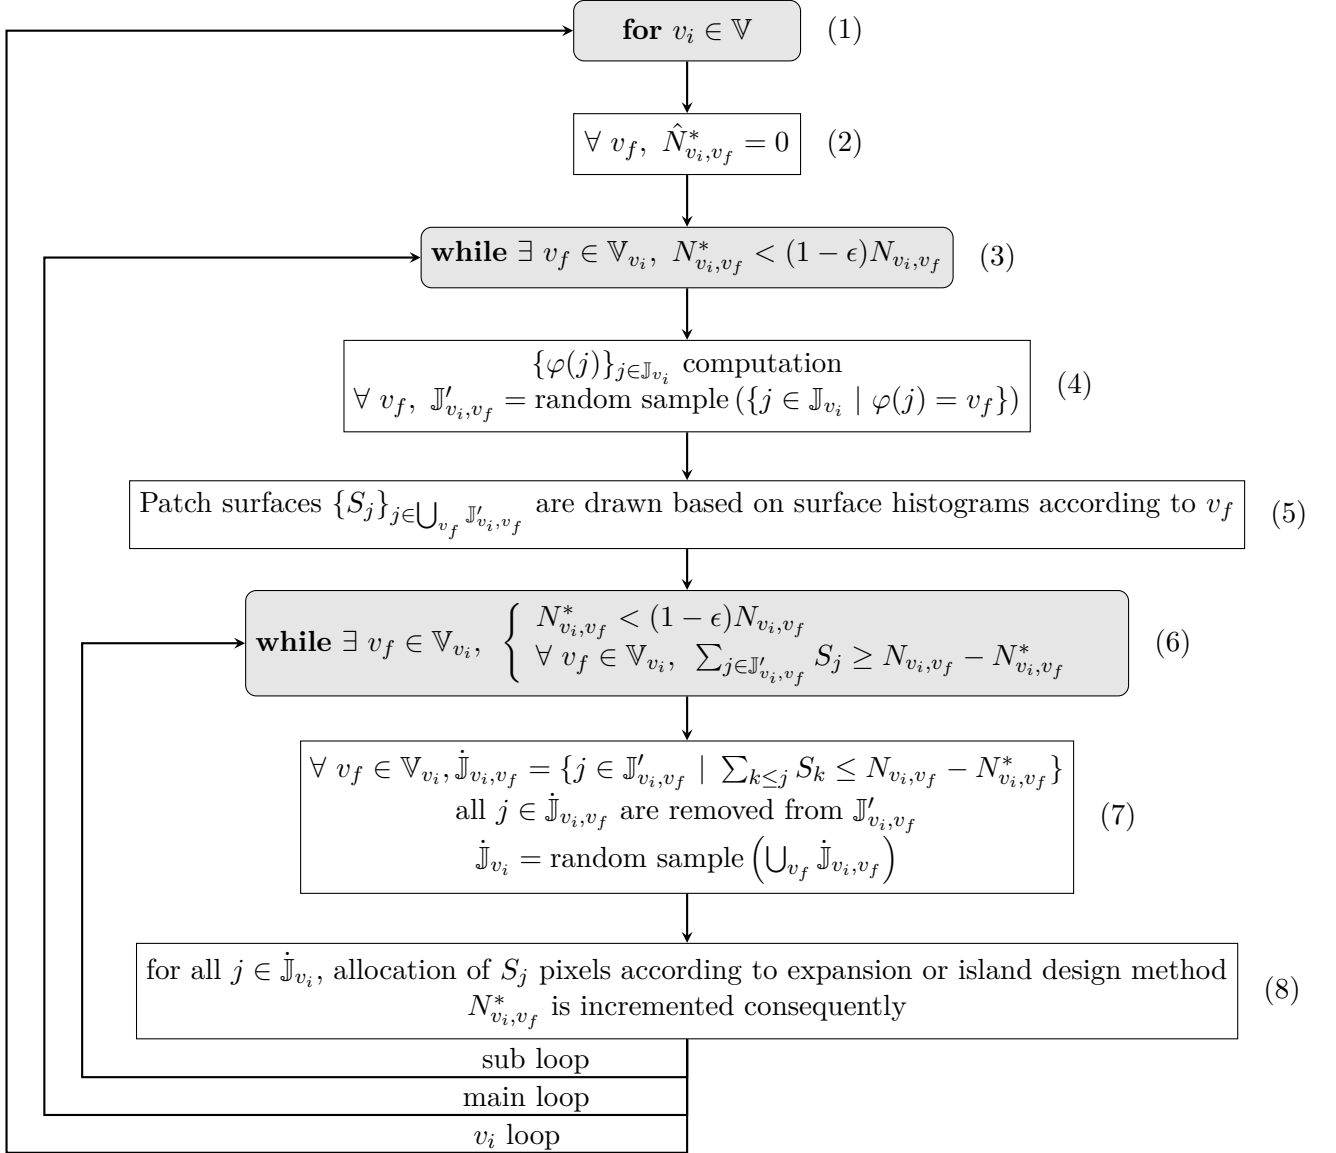 for $v_i \in \mathbb{V}$ (1)
$\forall\ v_f,\ \hat{N}^*_{v_i,v_f} = 0$ (2)
while $\exists\ v_f \in \mathbb{V}_{v_i},\ N^*_{v_i,v_f} < (1-\epsilon)N_{v_i,v_f}$ (3)
$\{\varphi(j)\}_{j\in\mathbb{J}_{v_i}}$ computation
$\forall\ v_f,\ \mathbb{J}'_{v_i,v_f} = \text{random sample}\left(\{j \in \mathbb{J}_{v_i} \mid \varphi(j) = v_f\}\right)$ (4)
Patch surfaces $\{S_j\}_{j\in\bigcup_{v_f}\mathbb{J}'_{v_i,v_f}}$ are drawn based on surface histograms according to $v_f$ (5)
while $\exists\ v_f \in \mathbb{V}_{v_i},\ \begin{cases} N^*_{v_i,v_f} < (1-\epsilon)N_{v_i,v_f} \\ \forall\ v_f \in \mathbb{V}_{v_i},\ \sum_{j\in\mathbb{J}'_{v_i,v_f}} S_j \geq N_{v_i,v_f} - N^*_{v_i,v_f} \end{cases}$ (6)
$\forall\ v_f \in \mathbb{V}_{v_i}, \dot{\mathbb{J}}_{v_i,v_f} = \{j \in \mathbb{J}'_{v_i,v_f} \mid \sum_{k\leq j} S_k \leq N_{v_i,v_f} - N^*_{v_i,v_f}\}$
all $j \in \dot{\mathbb{J}}_{v_i,v_f}$ are removed from $\mathbb{J}'_{v_i,v_f}$ (7)
$\dot{\mathbb{J}}_{v_i} = \text{random sample}\left(\bigcup_{v_f} \dot{\mathbb{J}}_{v_i,v_f}\right)$
for all $j \in \dot{\mathbb{J}}_{v_i}$, allocation of $S_j$ pixels according to expansion or island design method
$N^*_{v_i,v_f}$ is incremented consequently (8)
sub loop
main loop
$v_i$ loop